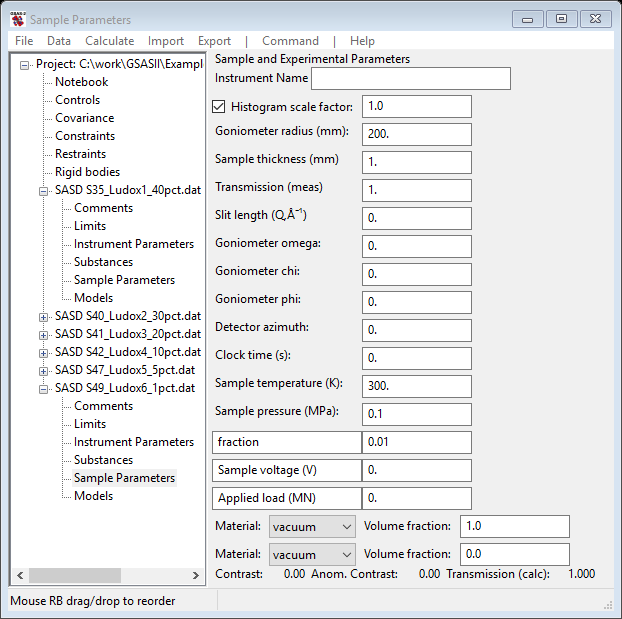 Sample Parameters
File Data Calculate Import Export | Command | Help
Project: C:\work\GSASII\Exampl
Notebook
Controls
Covariance
Constraints
Restraints
Rigid bodies
SASD S35_Ludox1_40pct.dat
Comments
Limits
Instrument Parameters
Substances
Sample Parameters
Models
SASD S40_Ludox2_30pct.dat
SASD S41_Ludox3_20pct.dat
SASD S42_Ludox4_10pct.dat
SASD S47_Ludox5_5pct.dat
SASD S49_Ludox6_1pct.dat
Comments
Limits
Instrument Parameters
Substances
Sample Parameters
Models
Sample and Experimental Parameters
Instrument Name
Histogram scale factor: 1.0
Goniometer radius (mm): 200.
Sample thickness (mm) 1.
Transmission (meas) 1.
Slit length (Q,Å⁻¹) 0.
Goniometer omega: 0.
Goniometer chi: 0.
Goniometer phi: 0.
Detector azimuth: 0.
Clock time (s): 0.
Sample temperature (K): 300.
Sample pressure (MPa): 0.1
fraction 0.01
Sample voltage (V) 0.
Applied load (MN) 0.
Material: vacuum Volume fraction: 1.0
Material: vacuum Volume fraction: 0.0
Contrast: 0.00 Anom. Contrast: 0.00 Transmission (calc): 1.000
Mouse RB drag/drop to reorder